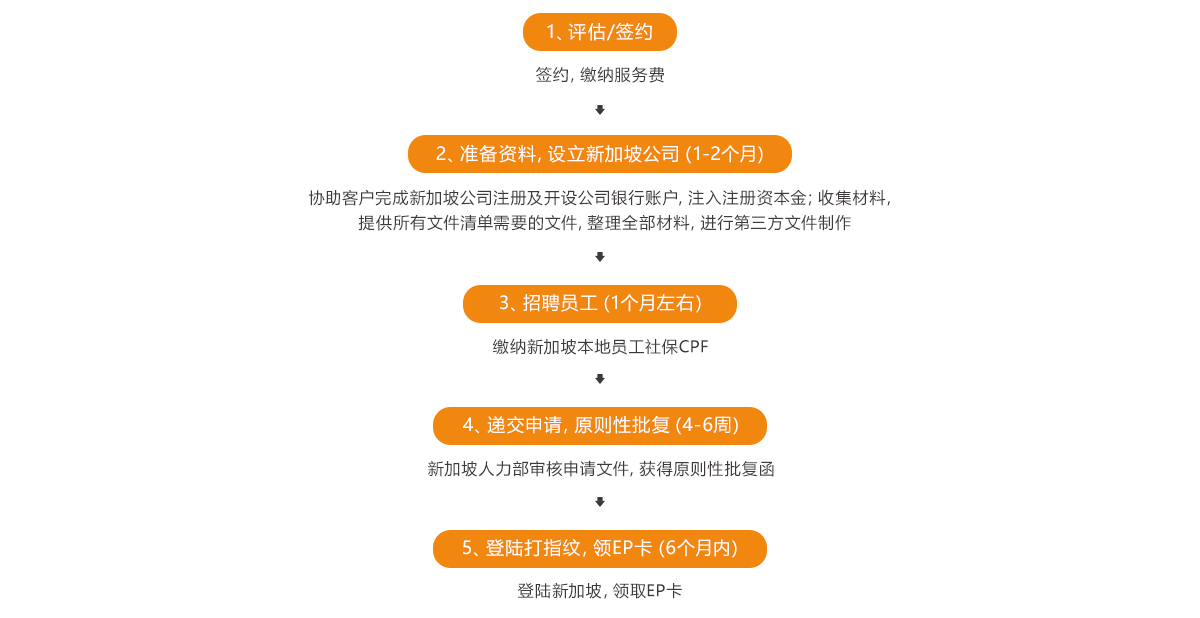 1、评估/签约
签约, 缴纳服务费
2、准备资料, 设立新加坡公司 (1-2个月)
协助客户完成新加坡公司注册及开设公司银行账户, 注入注册资本金; 收集材料,
提供所有文件清单需要的文件, 整理全部材料, 进行第三方文件制作
3、招聘员工 (1个月左右)
缴纳新加坡本地员工社保CPF
4、递交申请, 原则性批复 (4-6周)
新加坡人力部审核申请文件, 获得原则性批复函
5、登陆打指纹, 领EP卡 (6个月内)
登陆新加坡, 领取EP卡